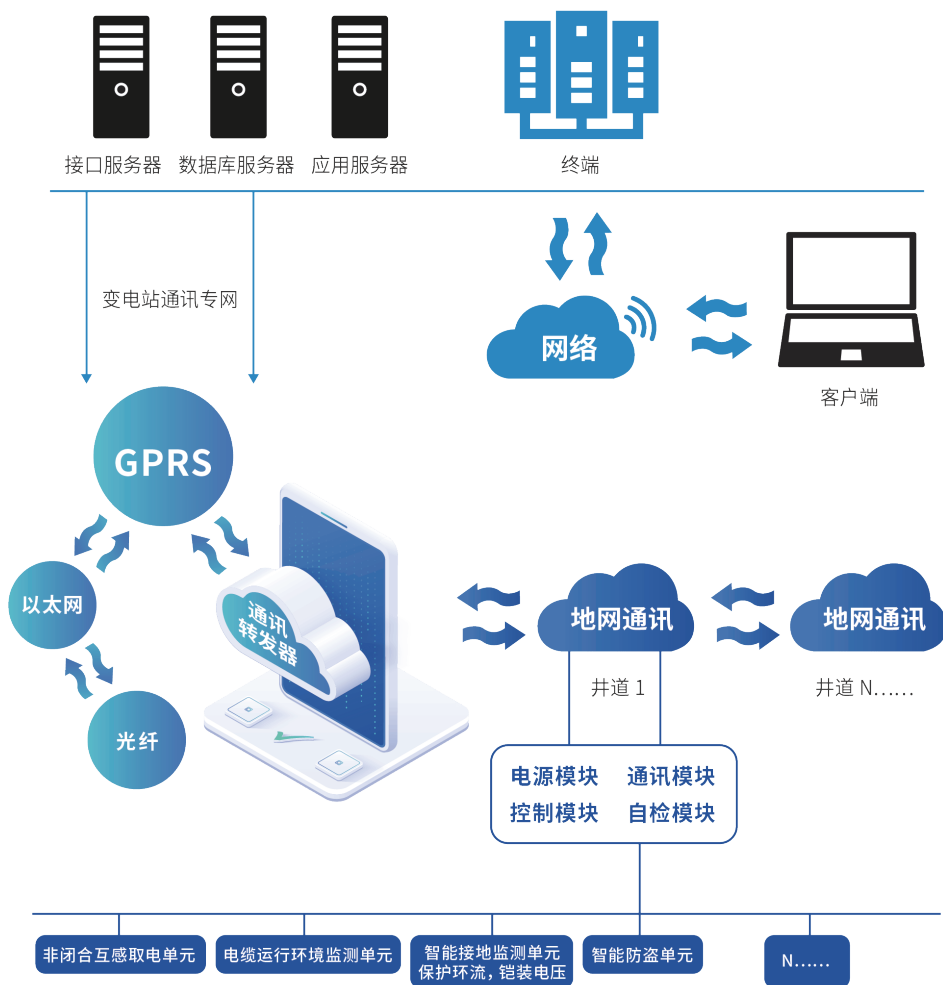 接口服务器
数据库服务器
应用服务器
终端
变电站通讯专网
网络
客户端
GPRS
以太网
光纤
通讯
转发器
地网通讯
地网通讯
井道 1
井道 N……
电源模块 通讯模块
控制模块 自检模块
非闭合互感取电单元
电缆运行环境监测单元
智能接地监测单元
保护环流，铠装电压
智能防盗单元
N……